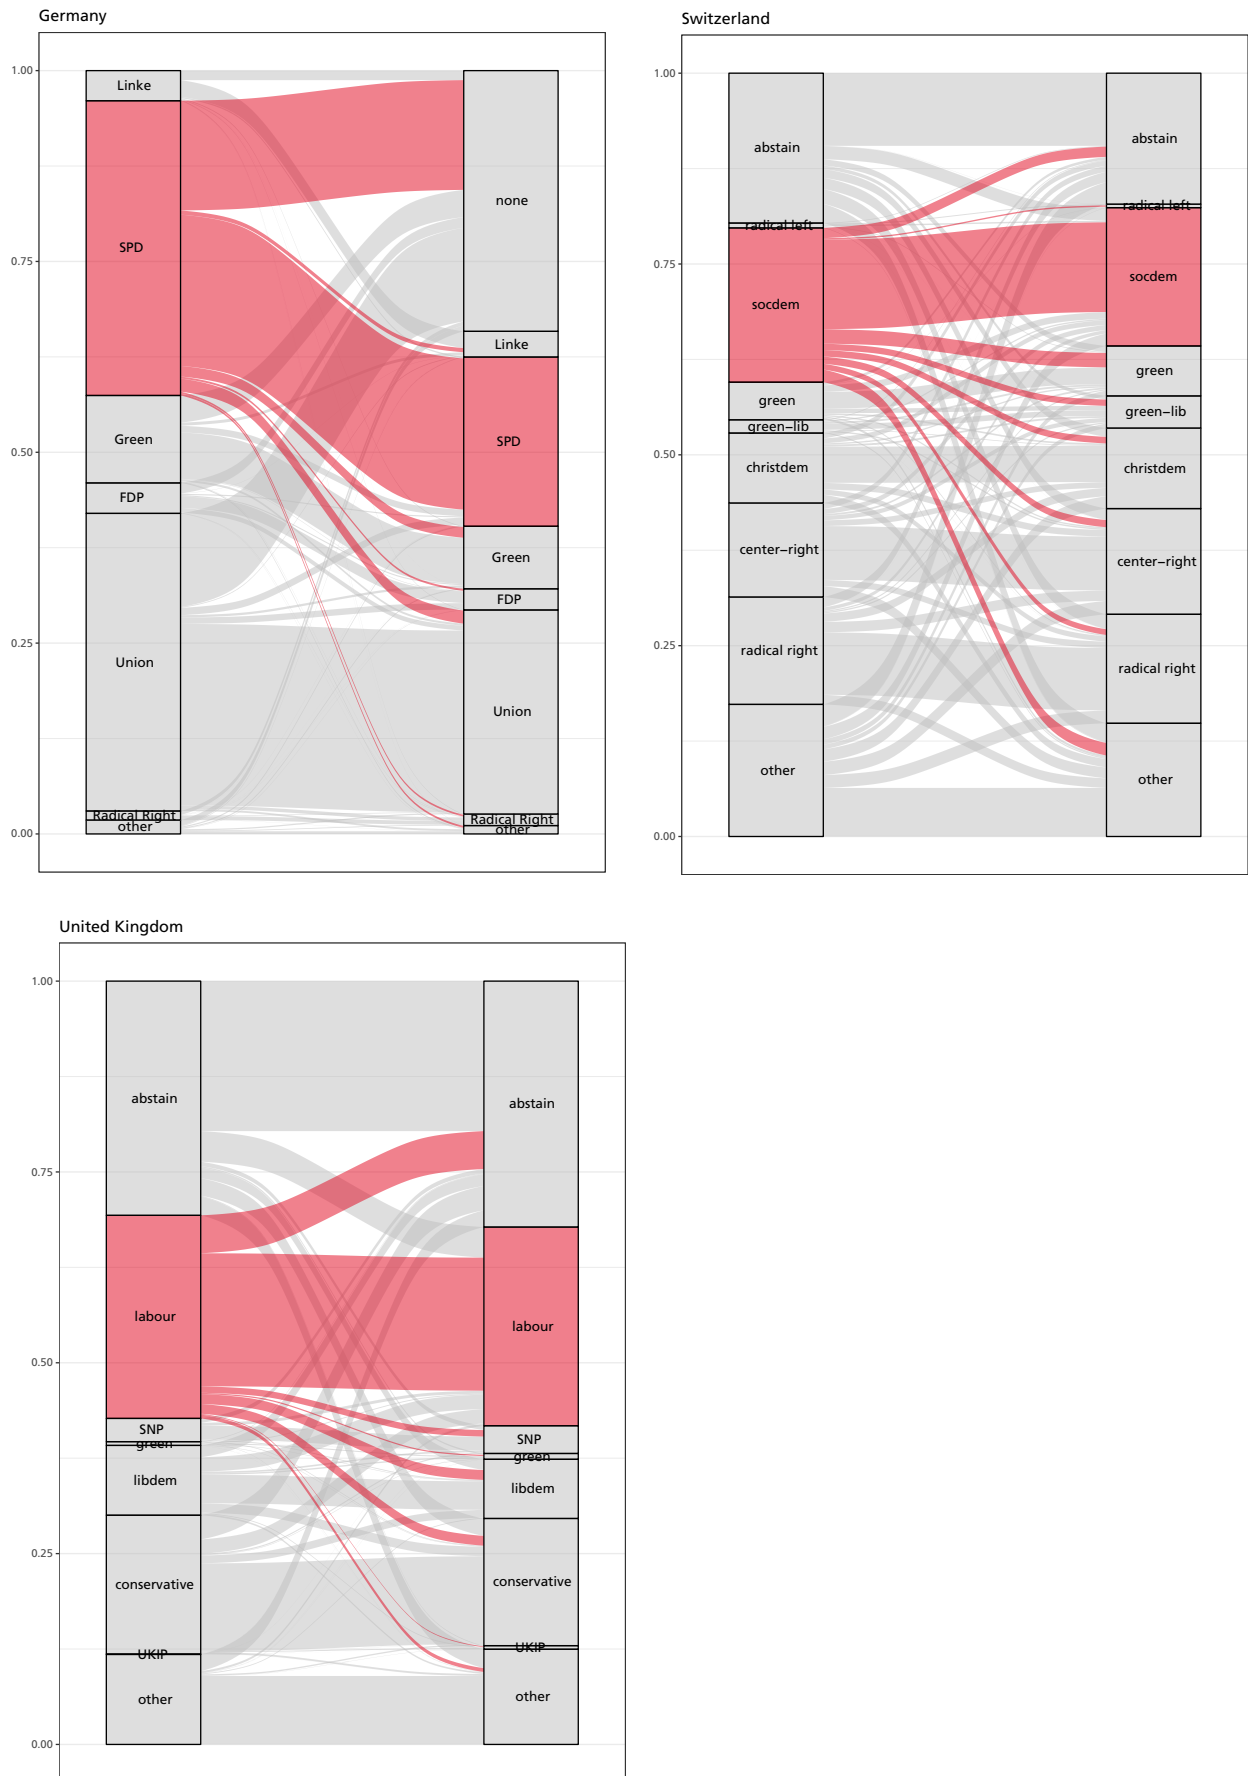 Germany
1.00
0.75
0.50
0.25
0.00
Linke
SPD
Green
FDP
Union
Radical Right
other
none
Linke
SPD
Green
FDP
Union
Radical Right
other
Switzerland
1.00
0.75
0.50
0.25
0.00
abstain
radical left
socdem
green
green−lib
christdem
center−right
radical right
other
abstain
radical left
socdem
green
green−lib
christdem
center−right
radical right
other
United Kingdom
1.00
0.75
0.50
0.25
0.00
abstain
labour
SNP
green
libdem
conservative
UKIP
other
abstain
labour
SNP
green
libdem
conservative
UKIP
other